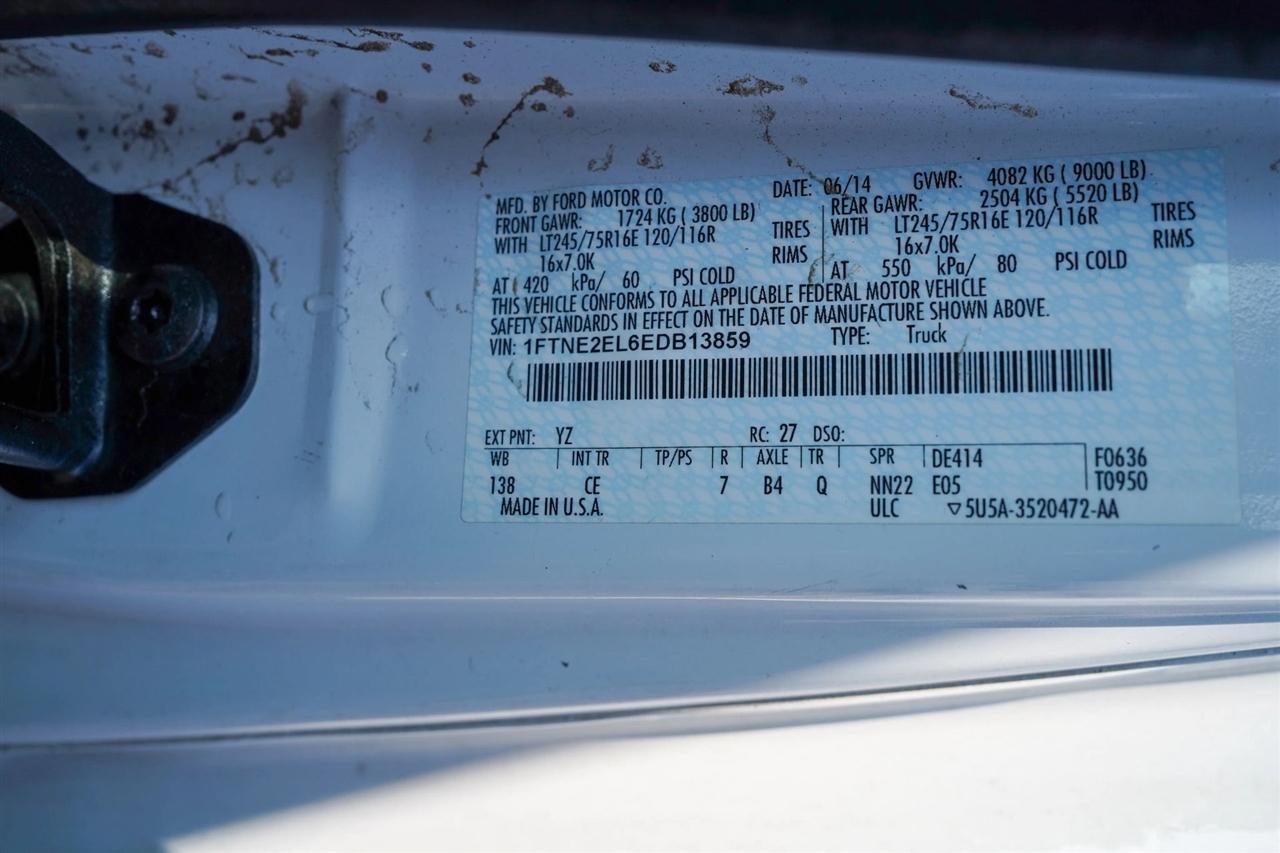 MFD. BY FORD MOTOR CO. DATE: 06/14 GVWR: 4082 KG ( 9000 LB)
FRONT GAWR: 1724 KG ( 3800 LB) REAR GAWR: 2504 KG ( 5520 LB)
WITH LT245/75R16E 120/116R TIRES WITH LT245/75R16E 120/116R TIRES
16x7.0K RIMS 16x7.0K RIMS
AT 420 kPa/ 60 PSI COLD AT 550 kPa/ 80 PSI COLD
THIS VEHICLE CONFORMS TO ALL APPLICABLE FEDERAL MOTOR VEHICLE
SAFETY STANDARDS IN EFFECT ON THE DATE OF MANUFACTURE SHOWN ABOVE.
VIN: 1FTNE2EL6EDB13859 TYPE: Truck
EXT PNT: YZ RC: 27 DSO:
WB INT TR TP/PS R AXLE TR SPR DE414 F0636
138 CE 7 B4 Q NN22 E05 T0950
MADE IN U.S.A. ULC ▽5U5A-3520472-AA